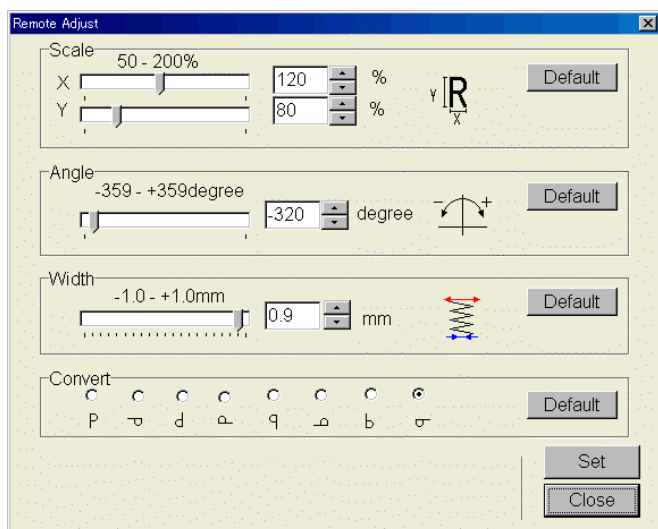 Remote Adjust
Scale
50 - 200%
X 120 %
Y 80 %
Y R X
Default
Angle
-359 - +359degree
-320 degree
- +
Default
Width
-1.0 - +1.0mm
0.9 mm
Default
Convert
P
Default
Set
Close